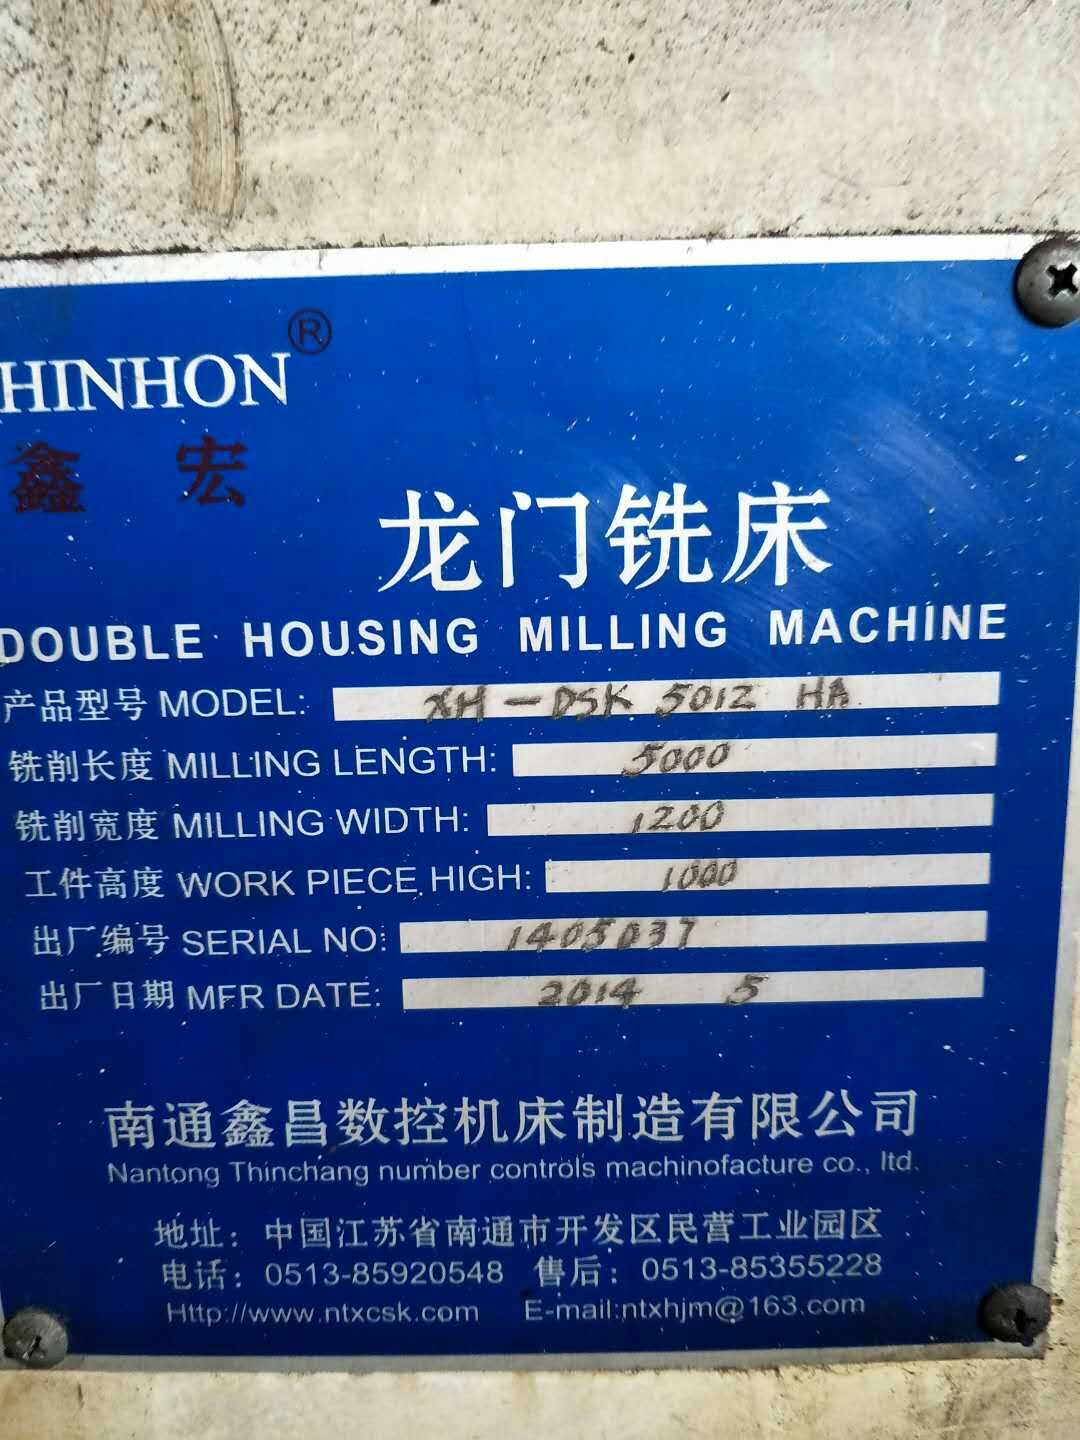 HINHON®
鑫宏
龙门铣床
DOUBLE HOUSING MILLING MACHINE
产品型号 MODEL: XH-DSK 5012 HA
铣削长度 MILLING LENGTH: 5000
铣削宽度 MILLING WIDTH: 1200
工件高度 WORK PIECE HIGH: 1000
出厂编号 SERIAL NO: 1405037
出厂日期 MFR DATE: 2014 5
南通鑫昌数控机床制造有限公司
Nantong Thinchang number controls machinofacture co., ltd.
地址：中国江苏省南通市开发区民营工业园区
电话：0513-85920548 售后：0513-85355228
Http://www.ntxcsk.com E-mail:ntxhjm@163.com